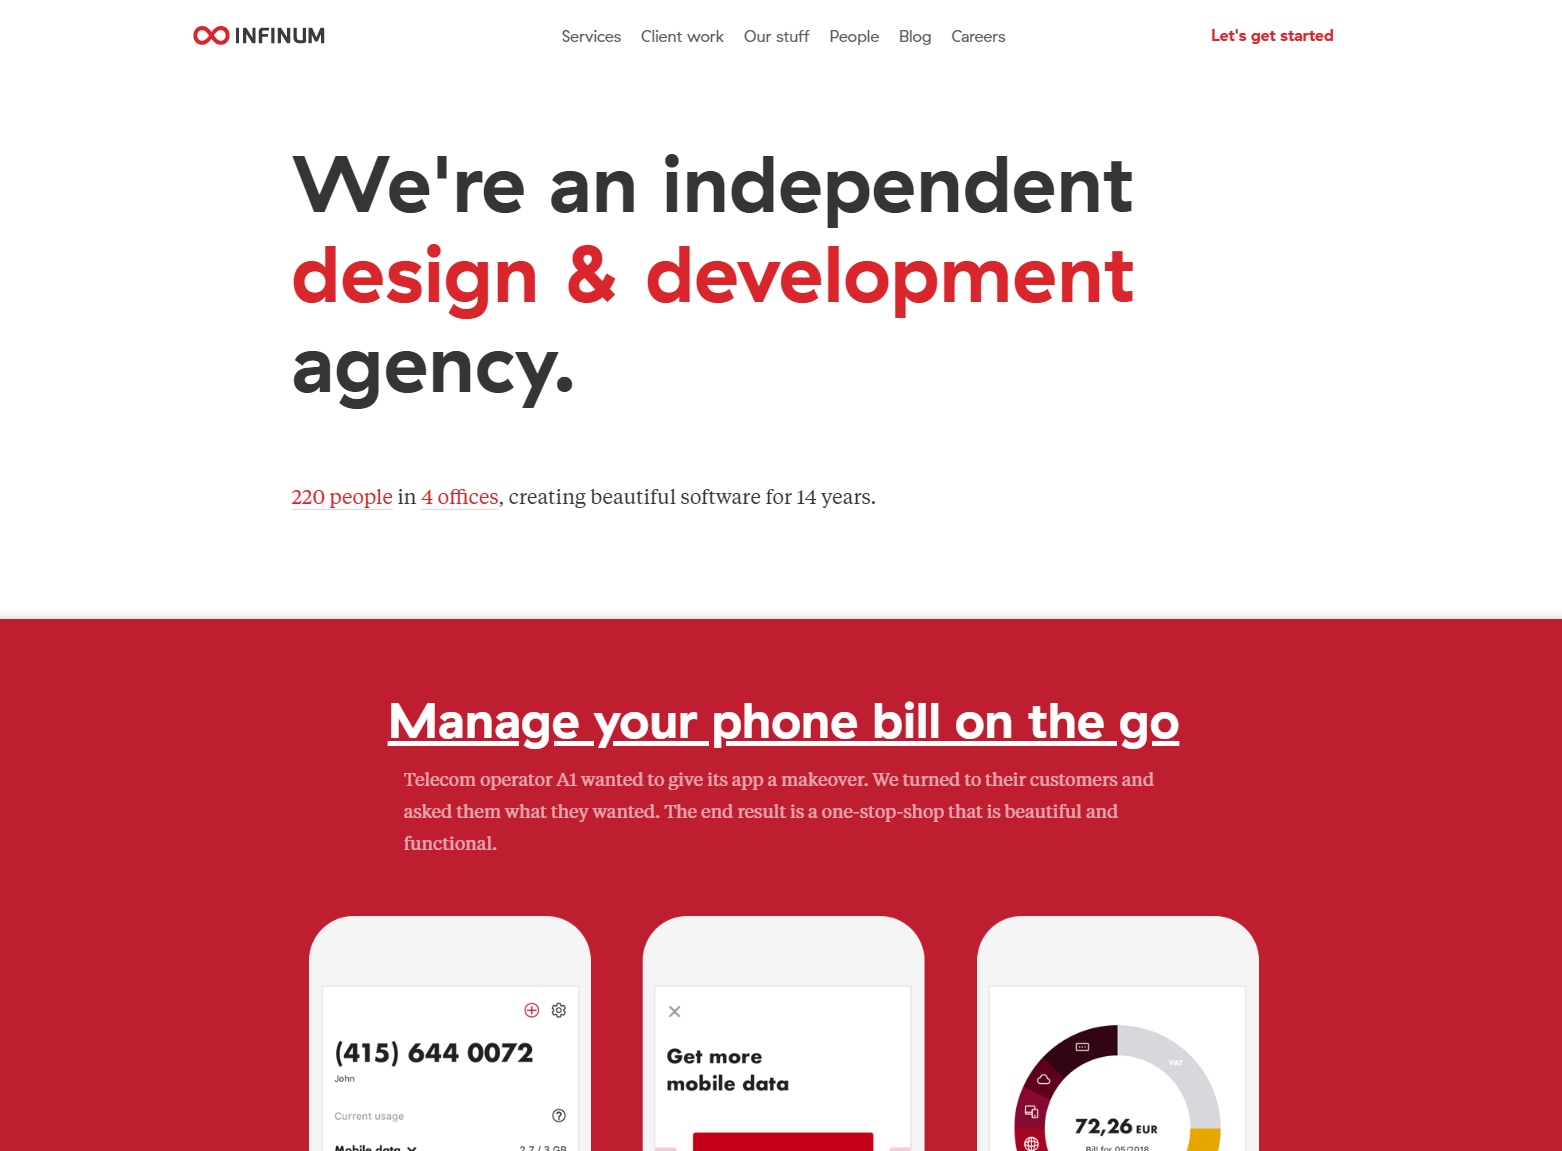 INFINUM
Services Client work Our stuff People Blog Careers
Let's get started
We're an independent
design & development
agency.
220 people in 4 offices, creating beautiful software for 14 years.
Manage your phone bill on the go
Telecom operator A1 wanted to give its app a makeover. We turned to their customers and
asked them what they wanted. The end result is a one-stop-shop that is beautiful and
functional.
(415) 644 0072
John
Current usage
Mobile data 2.7 / 3 GB
Get more
mobile data
VAT
72,26 EUR
Bill for 05/2018